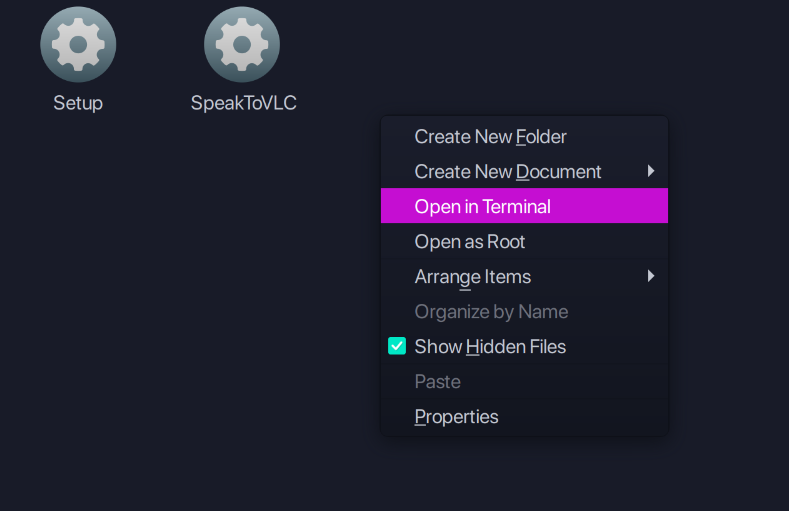 Setup
SpeakToVLC
Create New Folder
Create New Document
Open in Terminal
Open as Root
Arrange Items
Organize by Name
Show Hidden Files
Paste
Properties